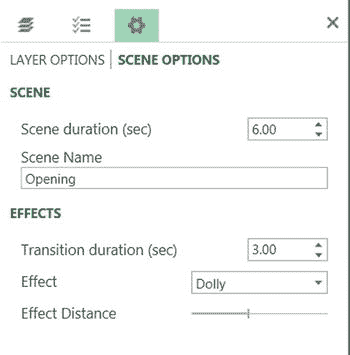 LAYER OPTIONS | SCENE OPTIONS
SCENE
Scene duration (sec) 6.00
Scene Name
Opening
EFFECTS
Transition duration (sec) 3.00
Effect Dolly
Effect Distance